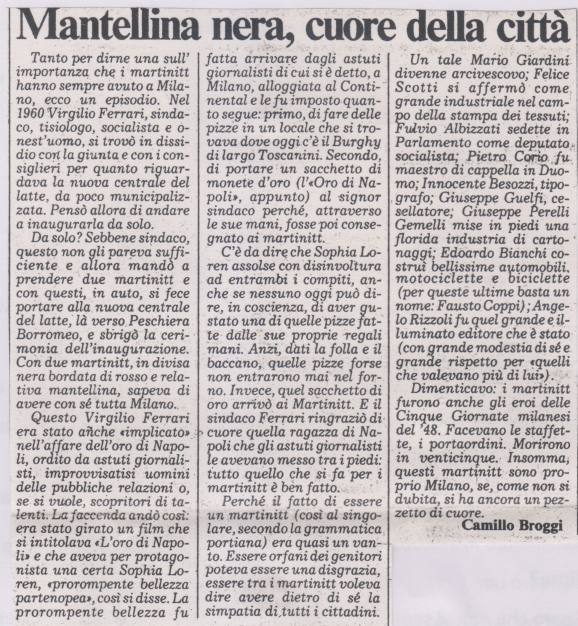 Mantellina nera, cuore della città
Tanto per dirne una sull'
importanza che i martinitt
hanno sempre avuto a Mila-
no, ecco un episodio. Nel
1960 Virgilio Ferrari, sinda-
co, tisiologo, socialista e o-
nest'uomo, si trovò in dissi-
dio con la giunta e con i con-
siglieri per quanto riguar-
dava la nuova centrale del
latte, da poco municipaliz-
zata. Pensò allora di andare
a inaugurarla da solo.
Da solo? Sebbene sindaco,
questo non gli pareva suffi-
ciente e allora mandò a
prendere due martinitt e
con questi, in auto, si fece
portare alla nuova centrale
del latte, là verso Peschiera
Borromeo, e sbrigò la ceri-
monia dell'inaugurazione.
Con due martinitt, in divisa
nera bordata di rosso e rela-
tiva mantellina, sapeva di
avere con sé tutta Milano.
Questo Virgilio Ferrari
era stato anche «implicato»
nell'affare dell'oro di Napo-
li, ordito da astuti giornali-
sti, improvvisatisi uomini
delle pubbliche relazioni o,
se si vuole, scopritori di ta-
lenti. La faccenda andò così:
era stato girato un film che
si intitolava «L'oro di Napo-
li» e che aveva per protago-
nista una certa Sophia Lo-
ren, «prorompente bellezza
partenopea», così si disse. La
prorompente bellezza fu
fatta arrivare dagli astuti
giornalisti di cui si è detto, a
Milano, alloggiata al Conti-
nental e le fu imposto quan-
to segue: primo, di fare delle
pizze in un locale che si tro-
vava dove oggi c'è il Burghy
di largo Toscanini. Secondo,
di portare un sacchetto di
monete d'oro (l'«Oro di Na-
poli», appunto) al signor
sindaco perché, attraverso
le sue mani, fosse poi conse-
gnato ai martinitt.
C'è da dire che Sophia Lo-
ren assolse con disinvoltura
ad entrambi i compiti, an-
che se nessuno oggi può di-
re, in coscienza, di aver gu-
stato una di quelle pizze fat-
te dalle sue proprie regali
mani. Anzi, dati la folla e il
baccano, quelle pizze forse
non entrarono mai nel for-
no. Invece, quel sacchetto di
oro arrivò ai Martinitt. E il
sindaco Ferrari ringraziò di
cuore quella ragazza di Na-
poli che gli astuti giornalisti
le avevano messo tra i piedi:
tutto quello che si fa per i
martinitt è ben fatto.
Perché il fatto di essere
un martinitt (così al singo-
lare, secondo la grammatica
portiana) era quasi un van-
to. Essere orfani dei genitori
poteva essere una disgrazia,
essere tra i martinitt voleva
dire avere dietro di sé la
simpatia di tutti i cittadini.
Un tale Mario Giardini
divenne arcivescovo; Felice
Scotti si affermò come
grande industriale nel cam-
po della stampa dei tessuti;
Fulvio Albizzati sedette in
Parlamento come deputato
socialista; Pietro Corio fu
maestro di cappella in Duo-
mo; Innocente Besozzi, tipo-
grafo; Giuseppe Guelfi, ce-
sellatore; Giuseppe Perelli
Gemelli mise in piedi una
florida industria di carto-
naggi; Edoardo Bianchi co-
struì bellissime automobili,
motociclette e biciclette
(per queste ultime basta un
nome: Fausto Coppi); Ange-
lo Rizzoli fu quel grande e il-
luminato editore che è stato
(con grande modestia di sé e
grande rispetto per «quelli
che valevano più di lui»).
Dimenticavo: i martinitt
furono anche gli eroi delle
Cinque Giornate milanesi
del '48. Facevano le staffet-
te, i portaordini. Morirono
in venticinque. Insomma,
questi martinitt sono pro-
prio Milano, se, come non si
dubita, si ha ancora un pez-
zetto di cuore.
Camillo Broggi